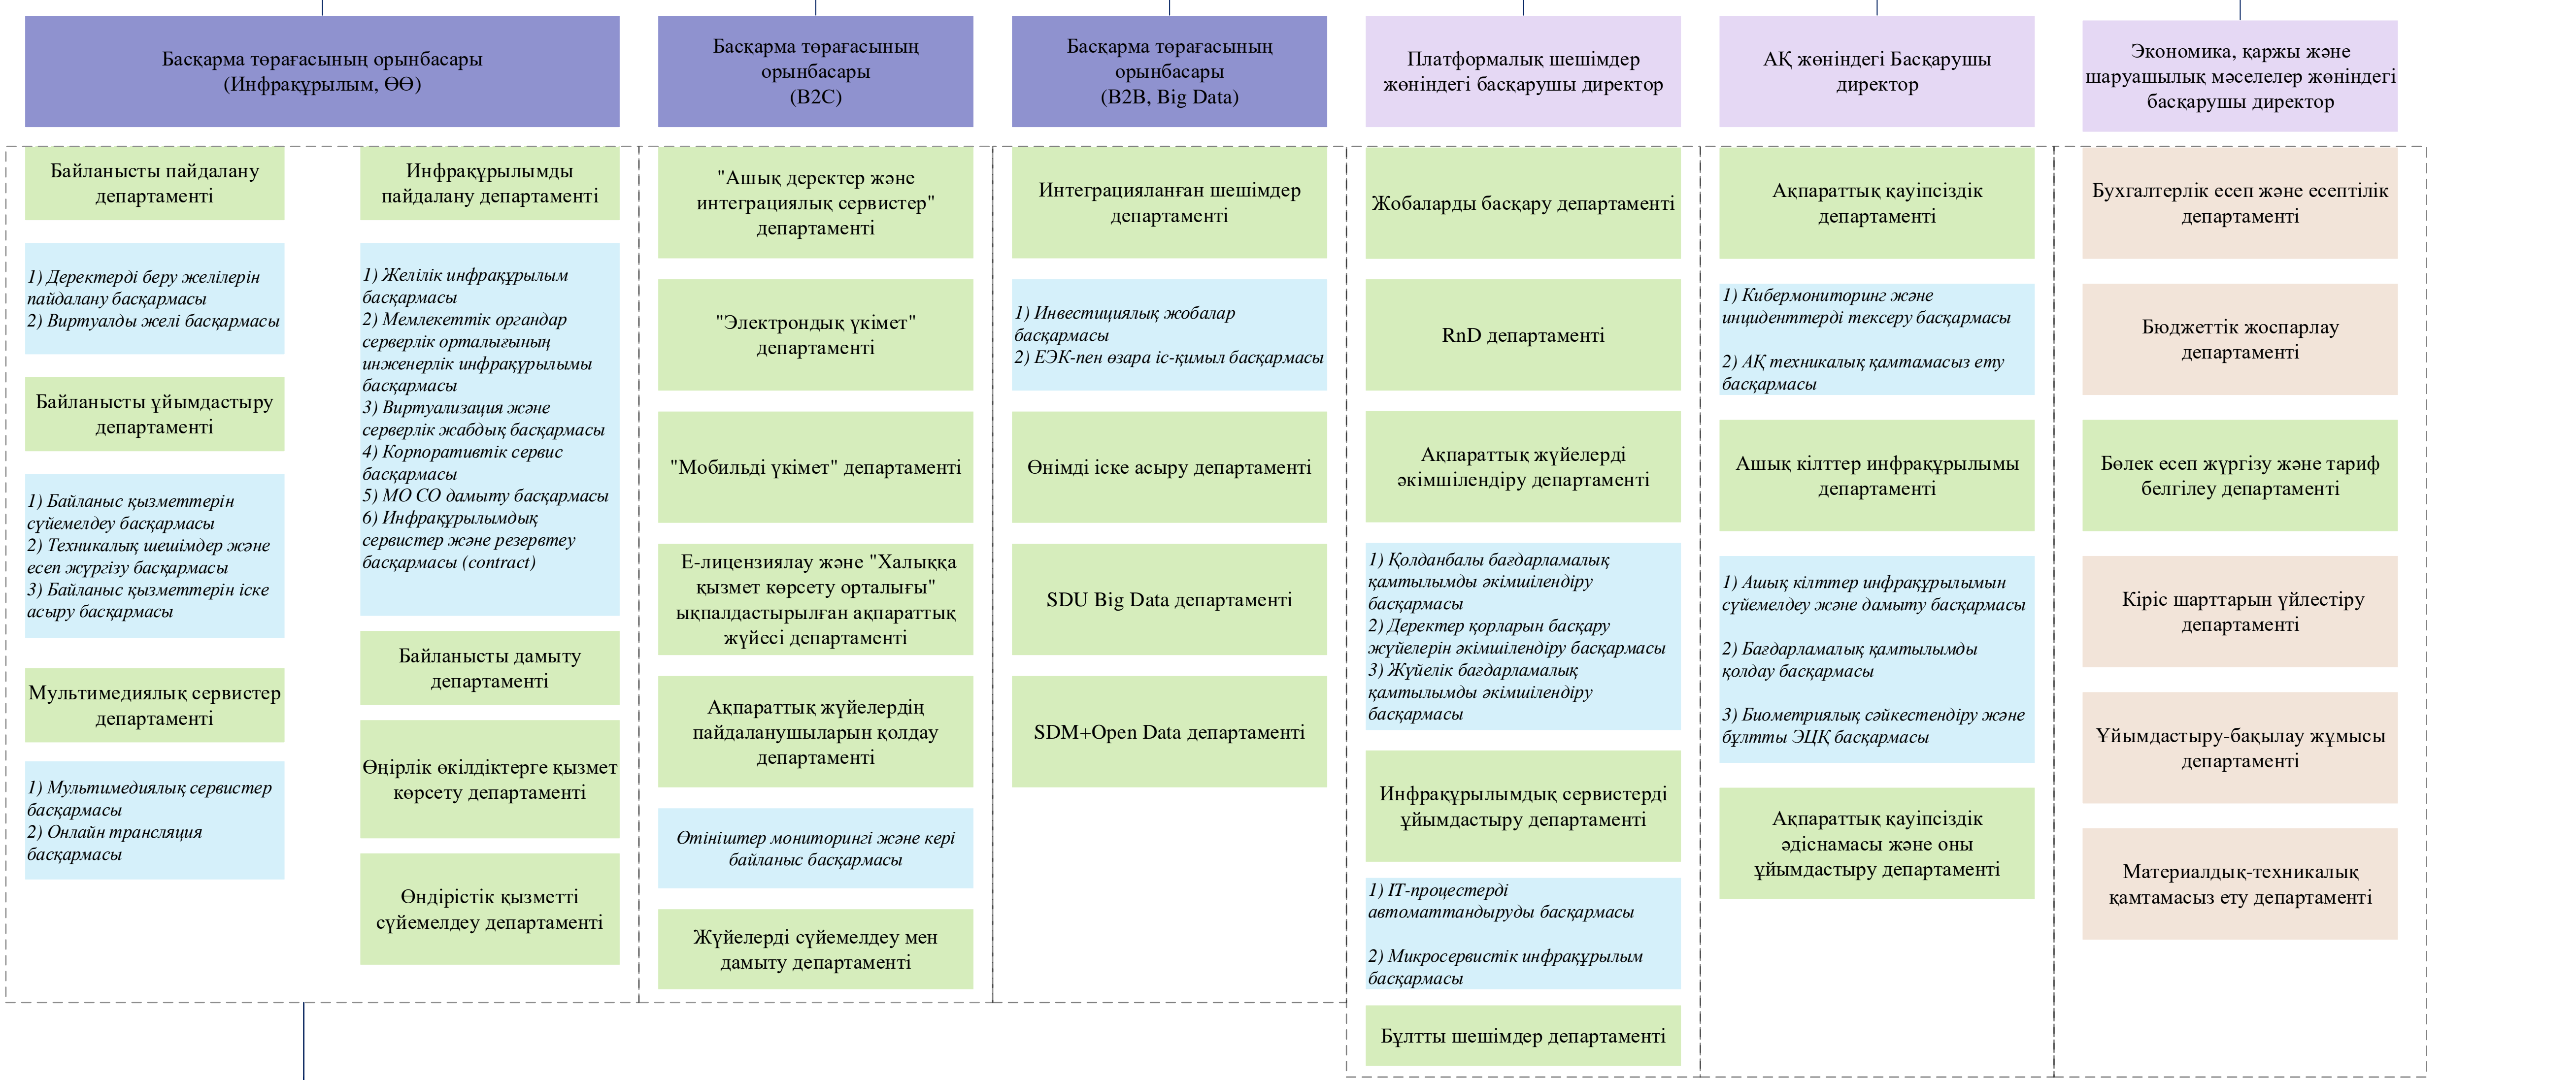 Басқарма төрағасының орынбасары
(Инфрақұрылым, ӨӨ)
Байланысты пайдалану
департаменті
1) Деректерді беру желілерін
пайдалану басқармасы
2) Виртуалды желі басқармасы
Байланысты ұйымдастыру
департаменті
1) Байланыс қызметтерін
сүйемелдеу басқармасы
2) Техникалық шешімдер және
есеп жүргізу басқармасы
3) Байланыс қызметтерін іске
асыру басқармасы
Мультимедиялық сервистер
департаменті
1) Мультимедиялық сервистер
басқармасы
2) Онлайн трансляция
басқармасы
Инфрақұрылымды
пайдалану департаменті
1) Желілік инфрақұрылым
басқармасы
2) Мемлекеттік органдар
серверлік орталығының
инженерлік инфрақұрылымы
басқармасы
3) Виртуализация және
серверлік жабдық басқармасы
4) Корпоративтік сервис
басқармасы
5) МО СО дамыту басқармасы
6) Инфрақұрылымдық
сервистер және резервтеу
басқармасы (contract)
Байланысты дамыту
департаменті
Өңірлік өкілдіктерге қызмет
көрсету департаменті
Өндірістік қызметті
сүйемелдеу департаменті
Басқарма төрағасының
орынбасары
(B2C)
"Ашық деректер және
интеграциялық сервистер"
департаменті
"Электрондық үкімет"
департаменті
"Мобильді үкімет" департаменті
Е-лицензиялау және "Халыққа
қызмет көрсету орталығы"
ықпалдастырылған ақпараттық
жүйесі департаменті
Ақпараттық жүйелердің
пайдаланушыларын қолдау
департаменті
Өтініштер мониторингі және кері
байланыс басқармасы
Жүйелерді сүйемелдеу мен
дамыту департаменті
Басқарма төрағасының
орынбасары
(B2B, Big Data)
Интеграцияланған шешімдер
департаменті
1) Инвестициялық жобалар
басқармасы
2) ЕЭК-пен өзара іс-қимыл басқармасы
Өнімді іске асыру департаменті
SDU Big Data департаменті
SDM+Open Data департаменті
Платформалық шешімдер
жөніндегі басқарушы директор
Жобаларды басқару департаменті
RnD департаменті
Ақпараттық жүйелерді
әкімшілендіру департаменті
1) Қолданбалы бағдарламалық
қамтылымды әкімшілендіру
басқармасы
2) Деректер қорларын басқару
жүйелерін әкімшілендіру басқармасы
3) Жүйелік бағдарламалық
қамтылымды әкімшілендіру
басқармасы
Инфрақұрылымдық сервистерді
ұйымдастыру департаменті
1) IT-процестерді
автоматтандыруды басқармасы
2) Микросервистік инфрақұрылым
басқармасы
Бұлтты шешімдер департаменті
АҚ жөніндегі Басқарушы
директор
Ақпараттық қауіпсіздік
департаменті
1) Кибермониторинг және
инциденттерді тексеру басқармасы
2) АҚ техникалық қамтамасыз ету
басқармасы
Ашық кілттер инфрақұрылымы
департаменті
1) Ашық кілттер инфрақұрылымын
сүйемелдеу және дамыту басқармасы
2) Бағдарламалық қамтылымды
қолдау басқармасы
3) Биометриялық сәйкестендіру және
бұлтты ЭЦҚ басқармасы
Ақпараттық қауіпсіздік
әдіснамасы және оны
ұйымдастыру департаменті
Экономика, қаржы және
шаруашылық мәселелер жөніндегі
басқарушы директор
Бухгалтерлік есеп және есептілік
департаменті
Бюджеттік жоспарлау
департаменті
Бөлек есеп жүргізу және тариф
белгілеу департаменті
Кіріс шарттарын үйлестіру
департаменті
Ұйымдастыру-бақылау жұмысы
департаменті
Материалдық-техникалық
қамтамасыз ету департаменті